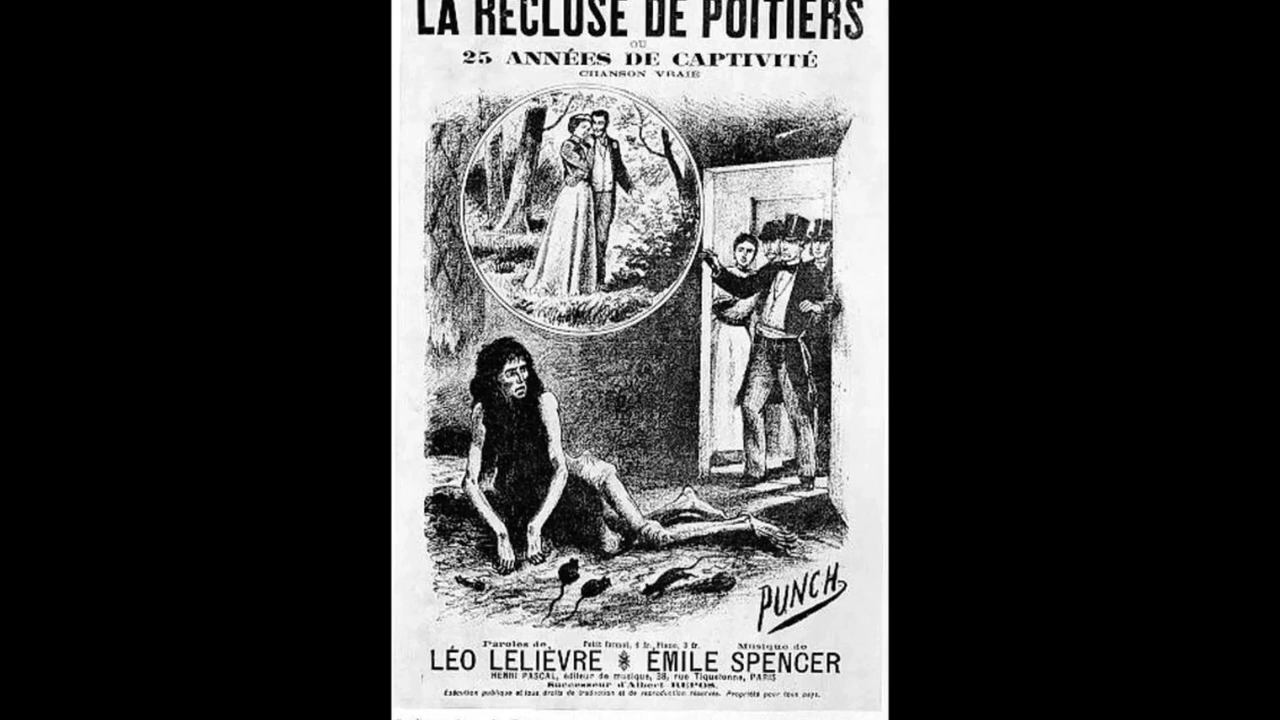 LA RECLUSE DE POITIERS
OU
25 ANNÉES DE CAPTIVITÉ
CHANSON VRAIE
PUNCH
Paroles de Petit format, 1 fr. Piano, 3 fr. Musique de
LÉO LELIÈVRE ÉMILE SPENCER
HENRI PASCAL, éditeur de musique, 38, rue Tiquetonne, PARIS
Successeur d'Albert REPOS.
Exécution publique et tous droits de traduction et de reproduction réservés. Propriété pour tous pays.